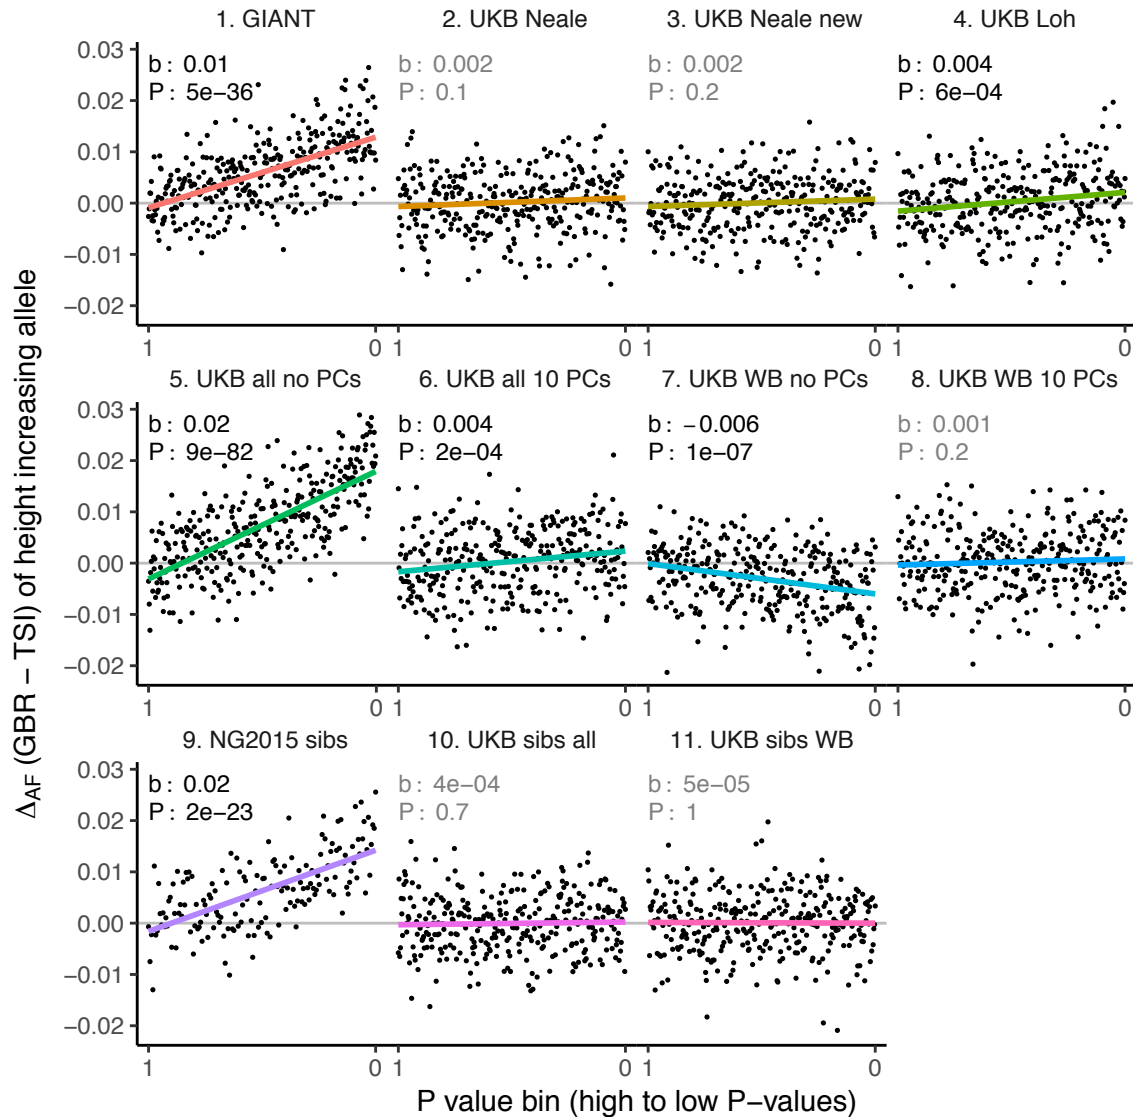 1. GIANT
2. UKB Neale
3. UKB Neale new
4. UKB Loh
b : 0.01
P : 5e−36
b : 0.002
P : 0.1
b : 0.002
P : 0.2
b : 0.004
P : 6e−04
0.03
0.02
0.01
0.00
−0.01
−0.02
1 0 1 0 1 0 1 0
5. UKB all no PCs
6. UKB all 10 PCs
7. UKB WB no PCs
8. UKB WB 10 PCs
b : 0.02
P : 9e−82
b : 0.004
P : 2e−04
b : −0.006
P : 1e−07
b : 0.001
P : 0.2
0.03
0.02
0.01
0.00
−0.01
−0.02
1 0 1 0 1 0 1 0
9. NG2015 sibs
10. UKB sibs all
11. UKB sibs WB
b : 0.02
P : 2e−23
b : 4e−04
P : 0.7
b : 5e−05
P : 1
0.03
0.02
0.01
0.00
−0.01
−0.02
1 0 1 0 1 0
Δ_AF (GBR − TSI) of height increasing allele
P value bin (high to low P−values)